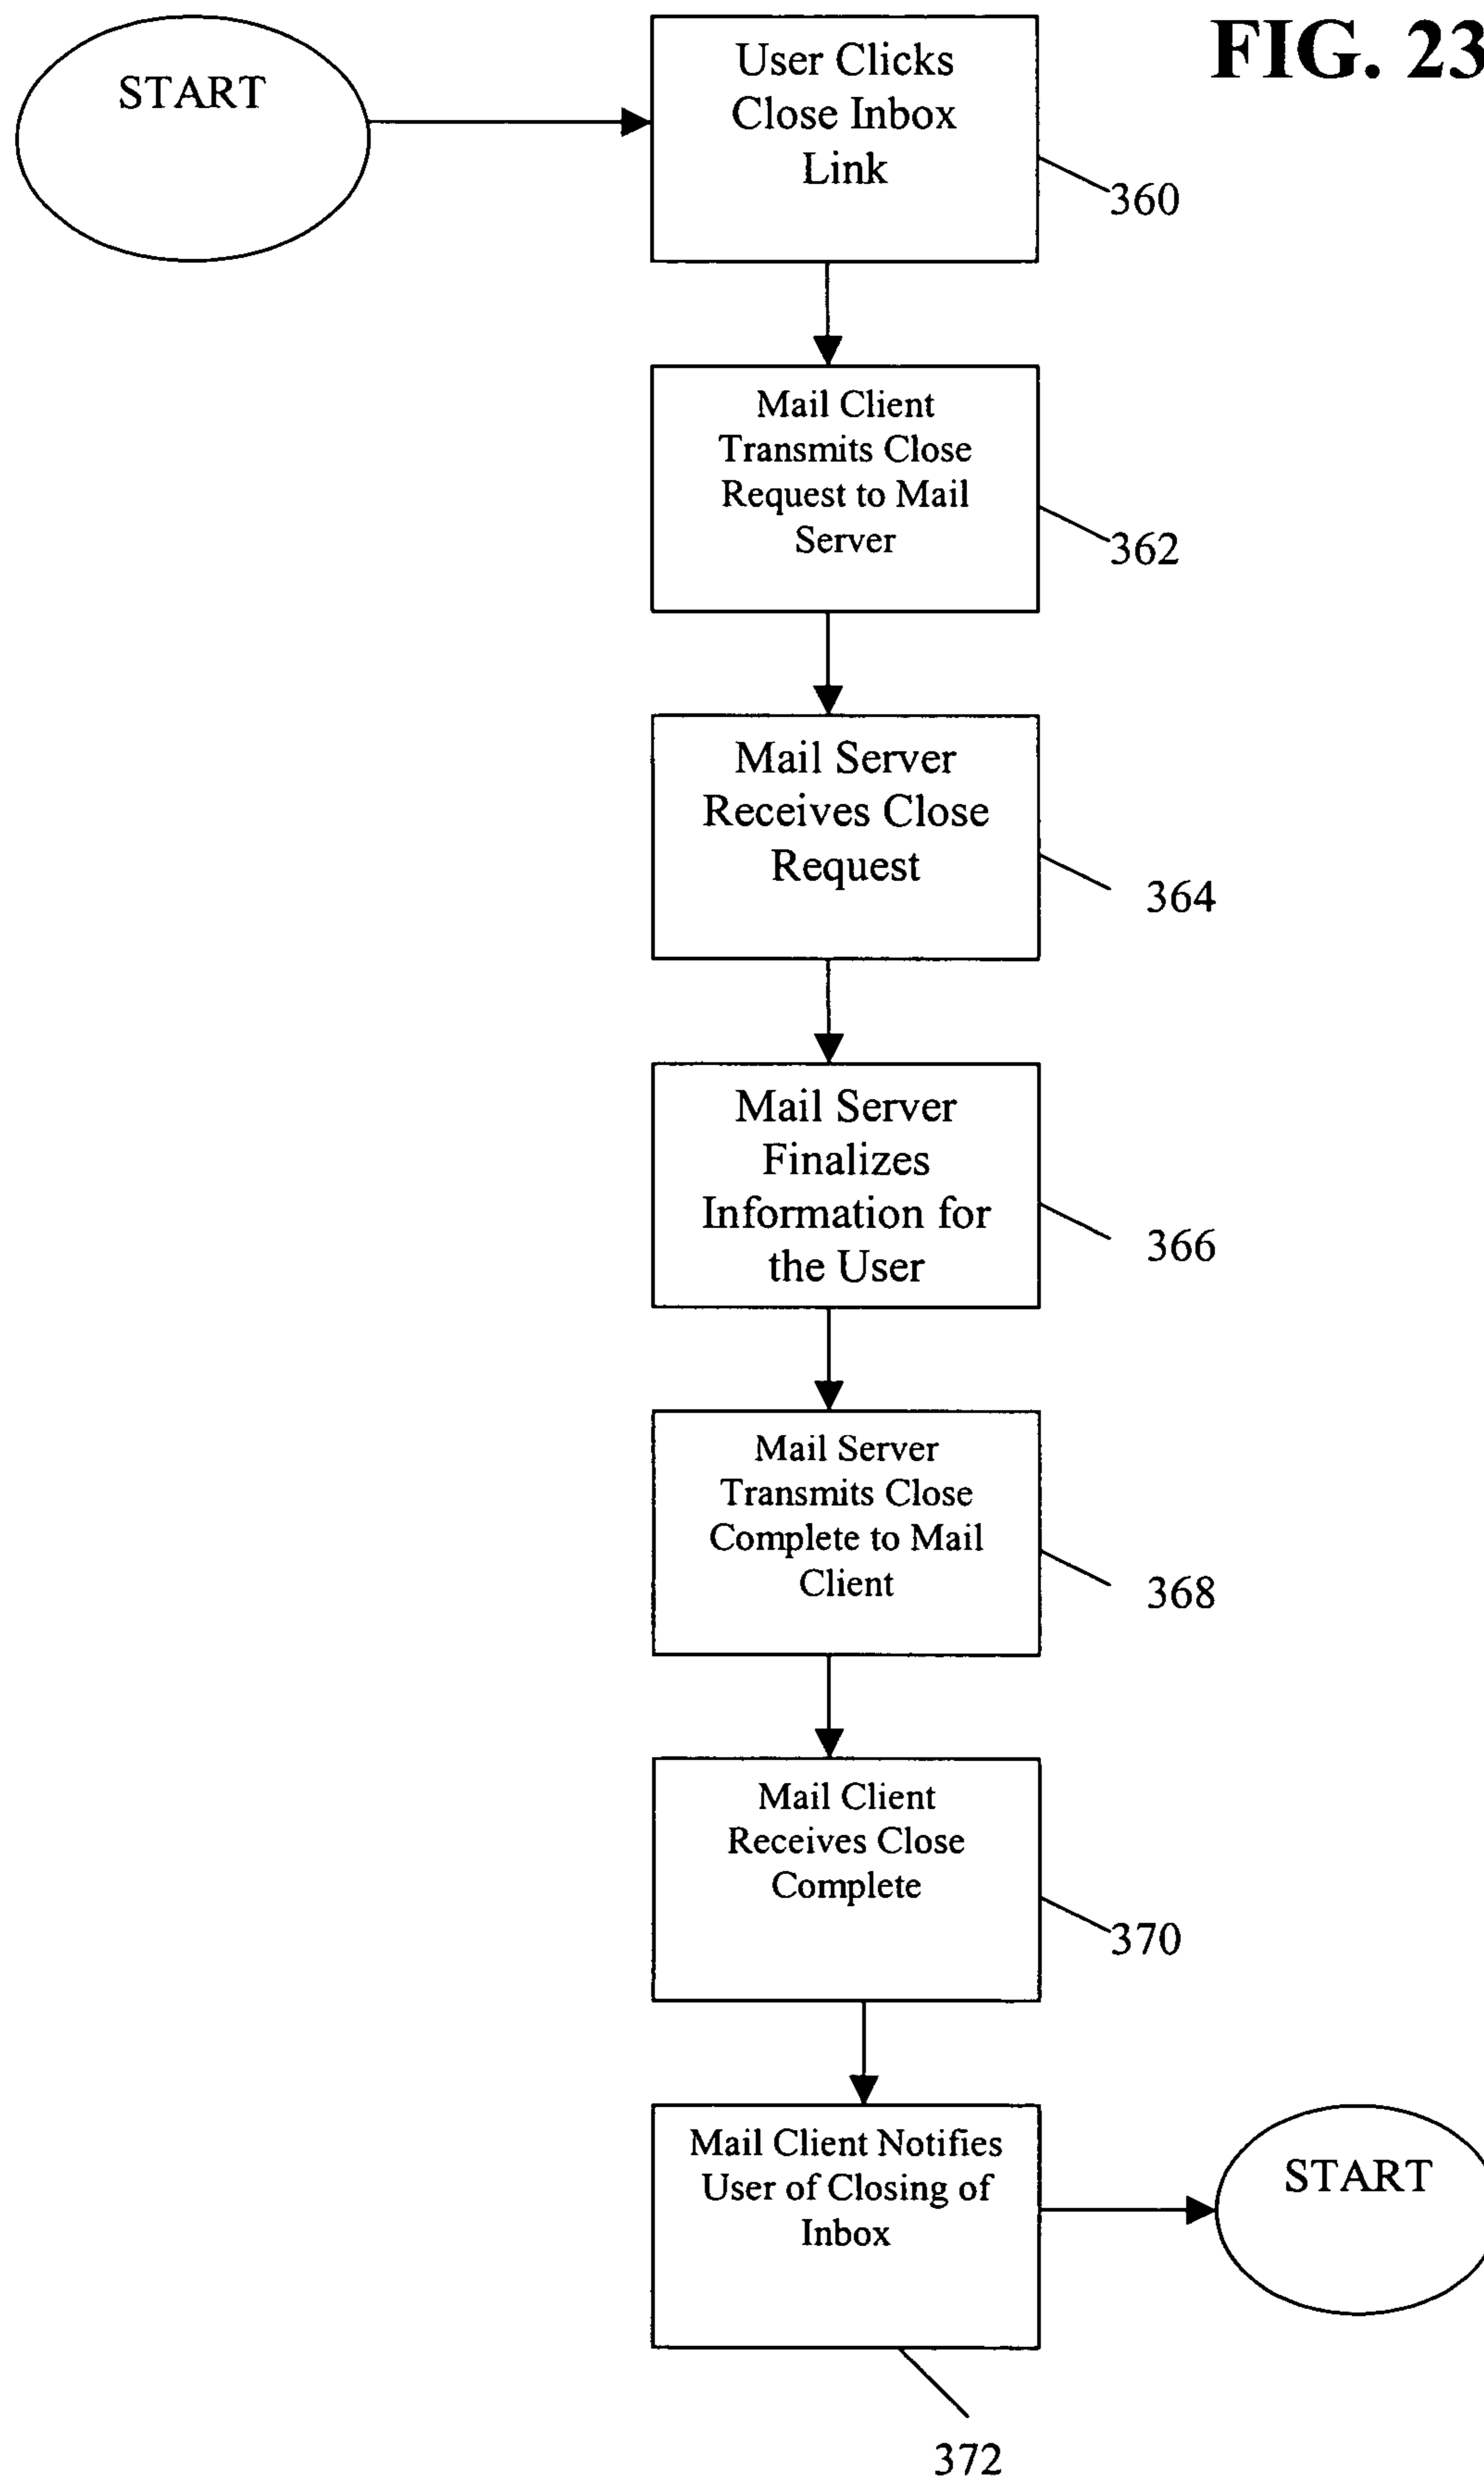 FIG. 23
START
User Clicks
Close Inbox
Link
360
Mail Client
Transmits Close
Request to Mail
Server
362
Mail Server
Receives Close
Request
364
Mail Server
Finalizes
Information for
the User
366
Mail Server
Transmits Close
Complete to Mail
Client
368
Mail Client
Receives Close
Complete
370
Mail Client Notifies
User of Closing of
Inbox
START
372